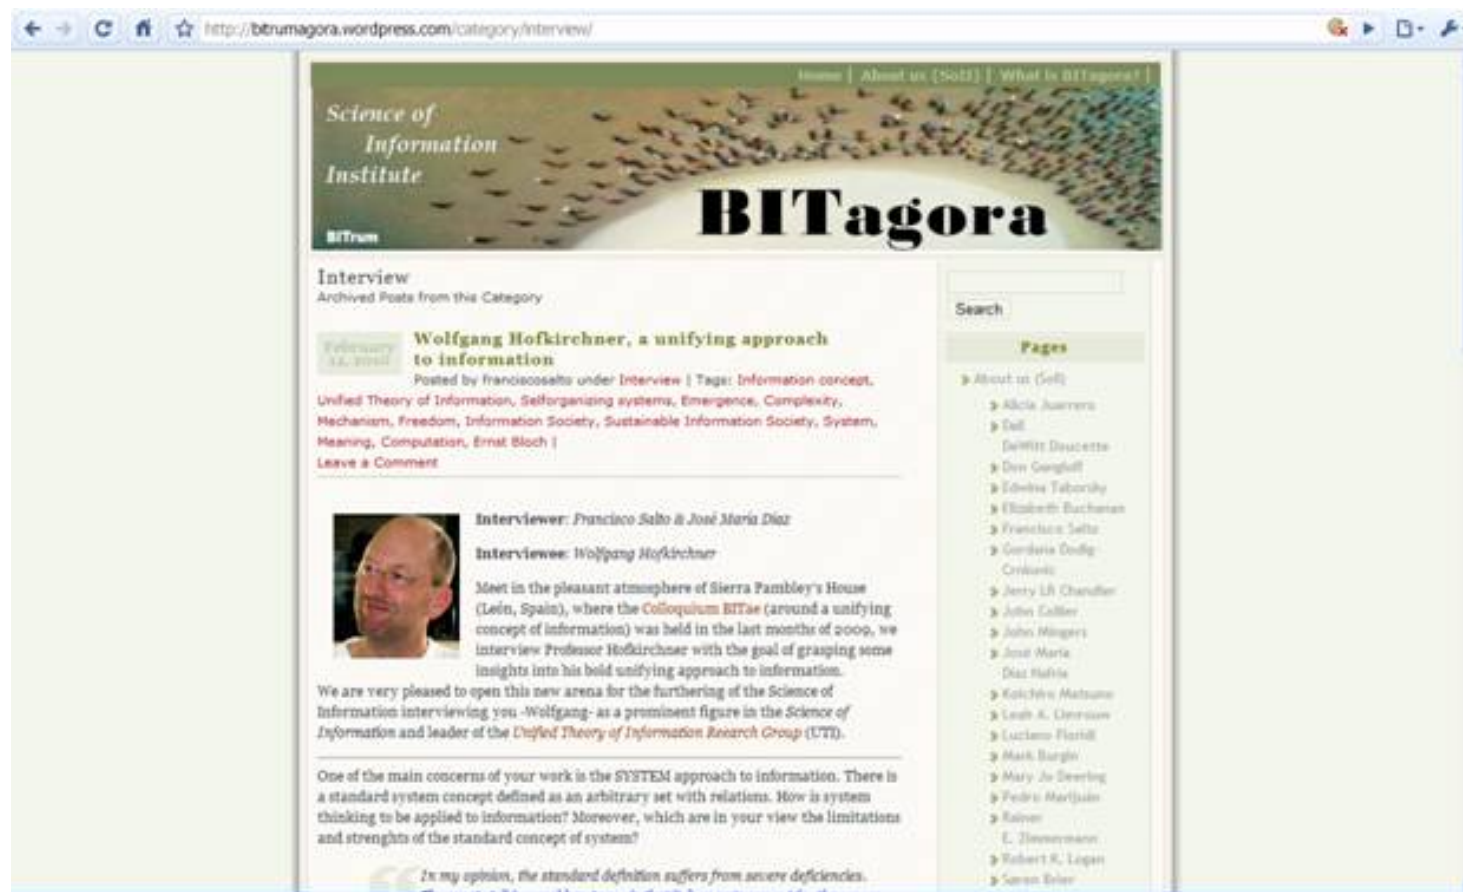 http://bitrumagora.wordpress.com/category/interview/
Home | About us (SoII) | What is BITagora? |
Science of
Information
Institute
BITrum
BITagora
Interview
Archived Posts from this Category
February
Wolfgang Hofkirchner, a unifying approach
to information
Posted by franciscosalto under Interview | Tags: Information concept,
Unified Theory of Information, Selforganizing systems, Emergence, Complexity,
Mechanism, Freedom, Information Society, Sustainable Information Society, System,
Meaning, Computation, Ernst Bloch |
Leave a Comment
Interviewer: Francisco Salto & José María Díaz
Interviewee: Wolfgang Hofkirchner
Meet in the pleasant atmosphere of Sierra Pambley's House
(León, Spain), where the Colloquium BITae (around a unifying
concept of information) was held in the last months of 2009, we
interview Professor Hofkirchner with the goal of grasping some
insights into his bold unifying approach to information.
We are very pleased to open this new arena for the furthering of the Science of
Information interviewing you -Wolfgang- as a prominent figure in the Science of
Information and leader of the Unified Theory of Information Reearch Group (UTI).
One of the main concerns of your work is the SYSTEM approach to information. There is
a standard system concept defined as an arbitrary set with relations. How is system
thinking to be applied to information? Moreover, which are in your view the limitations
and strenghts of the standard concept of system?
In my opinion, the standard definition suffers from severe deficiencies.
Search
Pages
About us (SoII)
Alicia Juarrero
Dail
DeWitt Doucette
Don Gangloff
Edwina Taborsky
Elizabeth Buchanan
Francisco Salto
Gordana Dodig-
Crnkovic
Jerry LR Chandler
John Collier
John Mingers
José María
Díaz Nafría
Koichiro Matsuno
Leah A. Lievrouw
Luciano Floridi
Mark Burgin
Mary Jo Deering
Pedro Marijuán
Rainer
E. Zimmermann
Robert K. Logan
Søren Brier